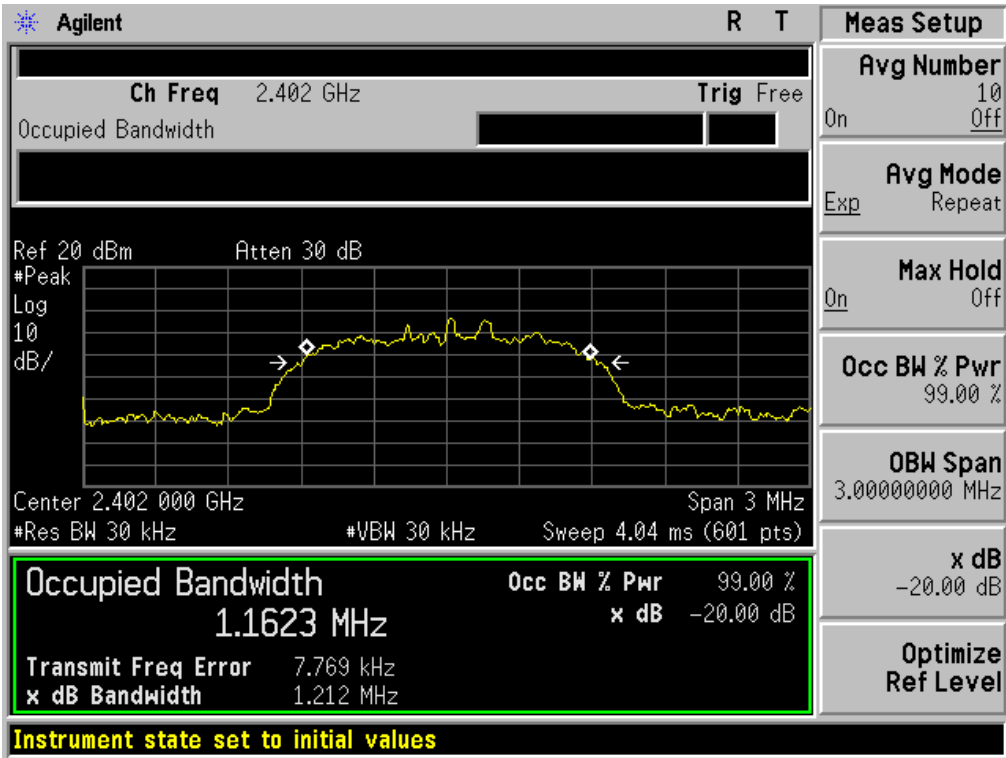 Agilent R T Meas Setup
Avg Number
10
On Off
Ch Freq 2.402 GHz Trig Free
Occupied Bandwidth
Avg Mode
Exp Repeat
Ref 20 dBm Atten 30 dB
#Peak
Log
10
dB/
Max Hold
On Off
Occ BW % Pwr
99.00 %
OBW Span
3.00000000 MHz
Center 2.402 000 GHz Span 3 MHz
#Res BW 30 kHz #VBW 30 kHz Sweep 4.04 ms (601 pts)
Occupied Bandwidth Occ BW % Pwr 99.00 %
1.1623 MHz x dB -20.00 dB
Transmit Freq Error 7.769 kHz
x dB Bandwidth 1.212 MHz
x dB
-20.00 dB
Optimize
Ref Level
Instrument state set to initial values